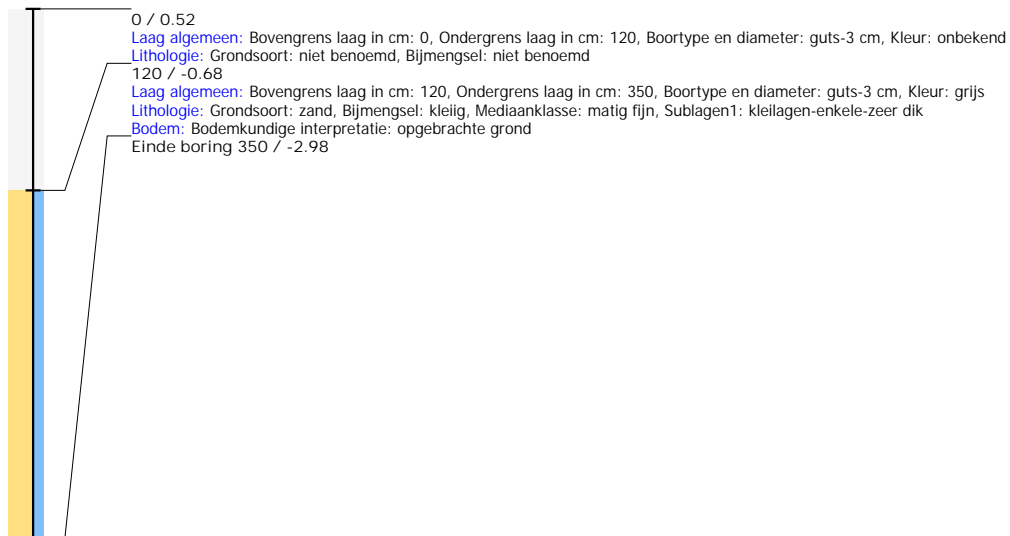 0 / 0.52
Laag algemeen: Bovengrens laag in cm: 0, Ondergrens laag in cm: 120, Boortype en diameter: guts-3 cm, Kleur: onbekend
Lithologie: Grondsoort: niet benoemd, Bijmengsel: niet benoemd
120 / -0.68
Laag algemeen: Bovengrens laag in cm: 120, Ondergrens laag in cm: 350, Boortype en diameter: guts-3 cm, Kleur: grijs
Lithologie: Grondsoort: zand, Bijmengsel: kleiig, Mediaanklasse: matig fijn, Sublagen1: kleilagen-enkele-zeer dik
Bodem: Bodemkundige interpretatie: opgebrachte grond
Einde boring 350 / -2.98